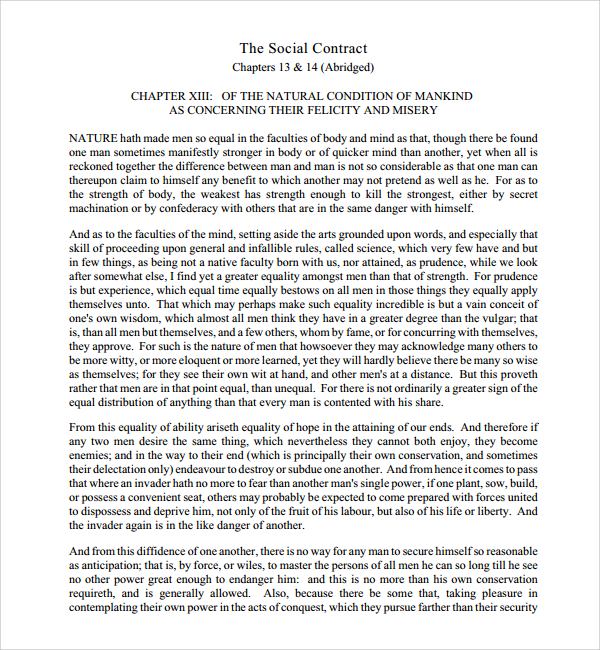 The Social Contract
Chapters 13 & 14 (Abridged)
CHAPTER XIII: OF THE NATURAL CONDITION OF MANKIND
AS CONCERNING THEIR FELICITY AND MISERY
NATURE hath made men so equal in the faculties of body and mind as that, though there be found
one man sometimes manifestly stronger in body or of quicker mind than another, yet when all is
reckoned together the difference between man and man is not so considerable as that one man can
thereupon claim to himself any benefit to which another may not pretend as well as he. For as to
the strength of body, the weakest has strength enough to kill the strongest, either by secret
machination or by confederacy with others that are in the same danger with himself.
And as to the faculties of the mind, setting aside the arts grounded upon words, and especially that
skill of proceeding upon general and infallible rules, called science, which very few have and but
in few things, as being not a native faculty born with us, nor attained, as prudence, while we look
after somewhat else, I find yet a greater equality amongst men than that of strength. For prudence
is but experience, which equal time equally bestows on all men in those things they equally apply
themselves unto. That which may perhaps make such equality incredible is but a vain conceit of
one's own wisdom, which almost all men think they have in a greater degree than the vulgar; that
is, than all men but themselves, and a few others, whom by fame, or for concurring with themselves,
they approve. For such is the nature of men that howsoever they may acknowledge many others to
be more witty, or more eloquent or more learned, yet they will hardly believe there be many so wise
as themselves; for they see their own wit at hand, and other men's at a distance. But this proveth
rather that men are in that point equal, than unequal. For there is not ordinarily a greater sign of the
equal distribution of anything than that every man is contented with his share.
From this equality of ability ariseth equality of hope in the attaining of our ends. And therefore if
any two men desire the same thing, which nevertheless they cannot both enjoy, they become
enemies; and in the way to their end (which is principally their own conservation, and sometimes
their delectation only) endeavour to destroy or subdue one another. And from hence it comes to pass
that where an invader hath no more to fear than another man's single power, if one plant, sow, build,
or possess a convenient seat, others may probably be expected to come prepared with forces united
to dispossess and deprive him, not only of the fruit of his labour, but also of his life or liberty. And
the invader again is in the like danger of another.
And from this diffidence of one another, there is no way for any man to secure himself so reasonable
as anticipation; that is, by force, or wiles, to master the persons of all men he can so long till he see
no other power great enough to endanger him: and this is no more than his own conservation
requireth, and is generally allowed. Also, because there be some that, taking pleasure in
contemplating their own power in the acts of conquest, which they pursue farther than their security